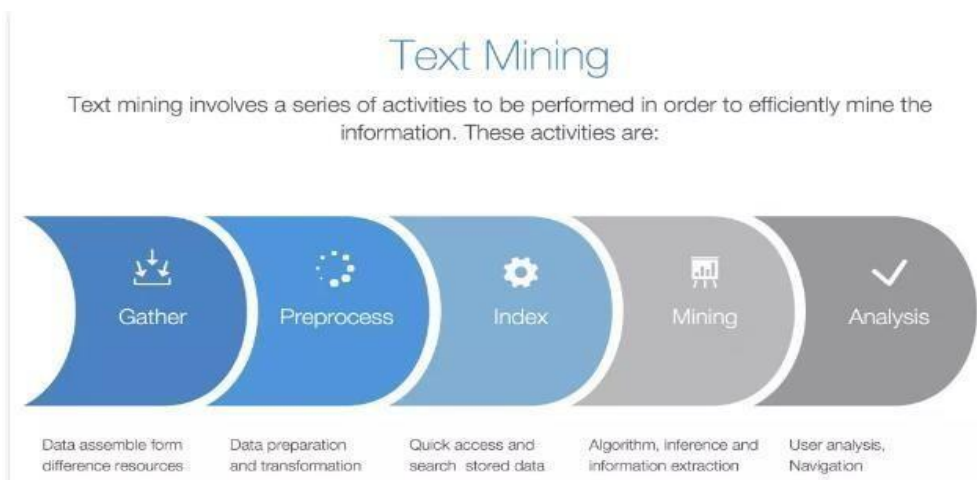 Text Mining
Text mining involves a series of activities to be performed in order to efficiently mine the
information. These activities are:
Gather
Preprocess
Index
Mining
Analysis
Data assemble form
difference resources
Data preparation
and transformation
Quick access and
search stored data
Algorithm, inference and
information extraction
User analysis,
Navigation